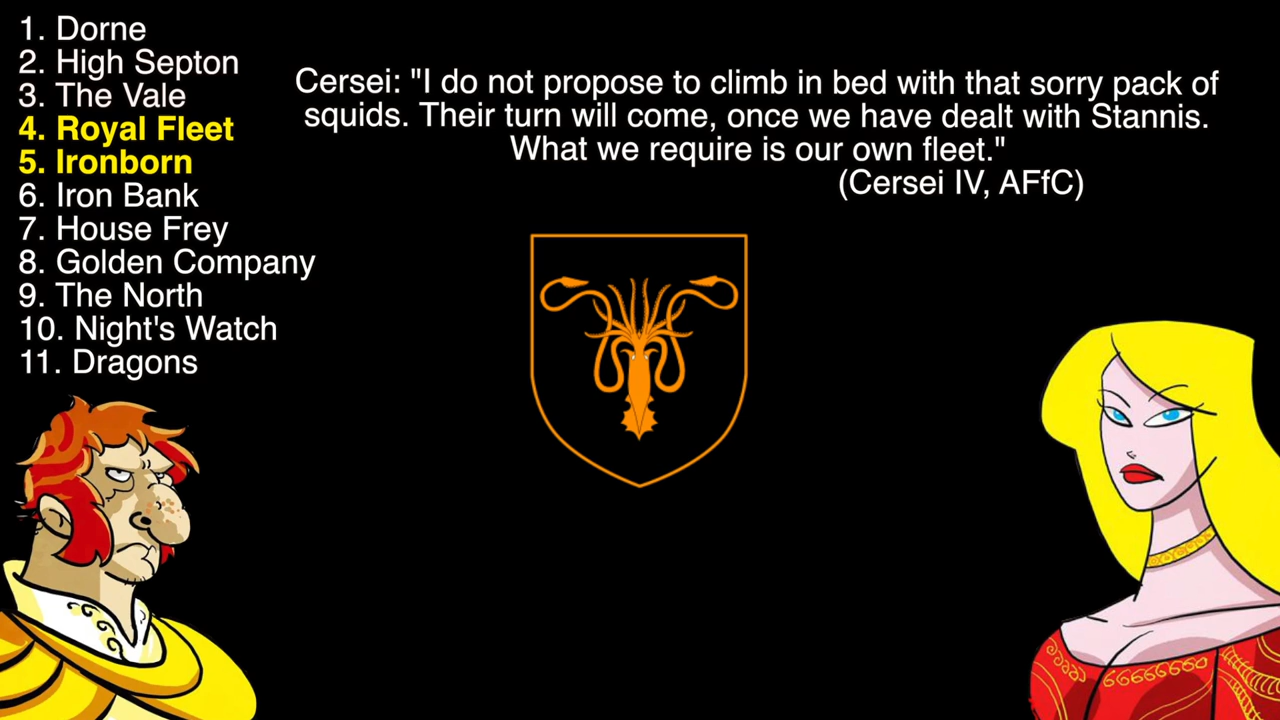 1. Dorne
2. High Septon
3. The Vale
4. Royal Fleet
5. Ironborn
6. Iron Bank
7. House Frey
8. Golden Company
9. The North
10. Night's Watch
11. Dragons
Cersei: "I do not propose to climb in bed with that sorry pack of
squids. Their turn will come, once we have dealt with Stannis.
What we require is our own fleet."
(Cersei IV, AFfC)